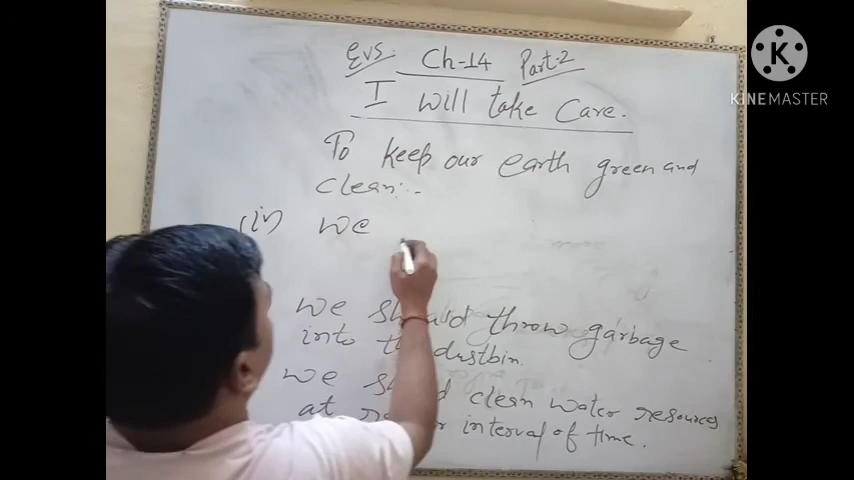 EVS. Ch-14 Part-2
I will take care.
To keep our earth green and
clean:-
we
we should throw garbage
into the dustbin.
we should clean water resources
at interval of time.
KINEMASTER